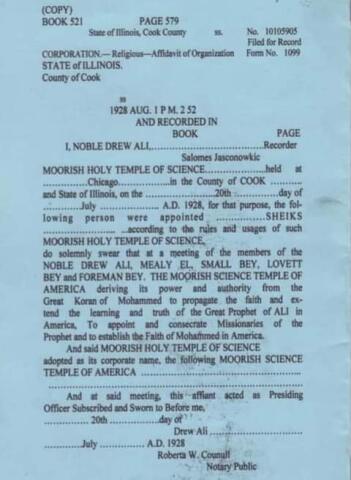 (COPY)
BOOK 521 PAGE 579
State of Illinois, Cook County ss. No. 10105905
Filed for Record
CORPORATION.—Religious—Affidavit of Organization Form No. 1099
STATE of ILLINOIS.
County of Cook
ss
1928 AUG. 1 P M. 2 52
AND RECORDED IN
BOOK PAGE
I, NOBLE DREW ALI,..............................Recorder
Salomes Jasconowkic
MOORISH HOLY TEMPLE OF SCIENCE...............held at
...............Chicago...............in the County of COOK ...............
and State of Illinois, on the ...............20th...............day of
...............July ............... A.D. 1928, for that purpose, the fol-
lowing person were appointed ...............SHEIKS
............... ...according to the rules and usages of such
MOORISH HOLY TEMPLE OF SCIENCE,
do solemnly swear that at a meeting of the members of the
NOBLE DREW ALI, MEALY EL, SMALL BEY, LOVETT
BEY and FOREMAN BEY. THE MOORISH SCIENCE TEMPLE OF
AMERICA deriving its power and authority from the
Great Koran of Mohammed to propagate the faith and ex-
tend the learning and truth of the Great Prophet of ALI in
America, To appoint and consecrate Missionaries of the
Prophet and to establish the Faith of Mohammed in America.
And said MOORISH HOLY TEMPLE OF SCIENCE
adopted as its corporate name, the following MOORISH SCIENCE
TEMPLE OF AMERICA ..............................
And at said meeting, this affiant acted as Presiding
Officer Subscribed and Sworn to Before me,
............... 20th ...............day of
Drew Ali ...............
...............July ............... A.D. 1928
Roberta W. Counull
Notary Public